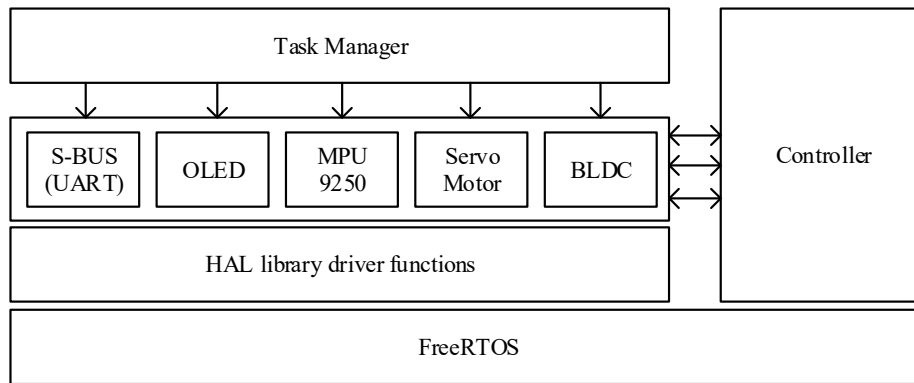 Task Manager
S-BUS
(UART)
OLED
MPU
9250
Servo
Motor
BLDC
Controller
HAL library driver functions
FreeRTOS